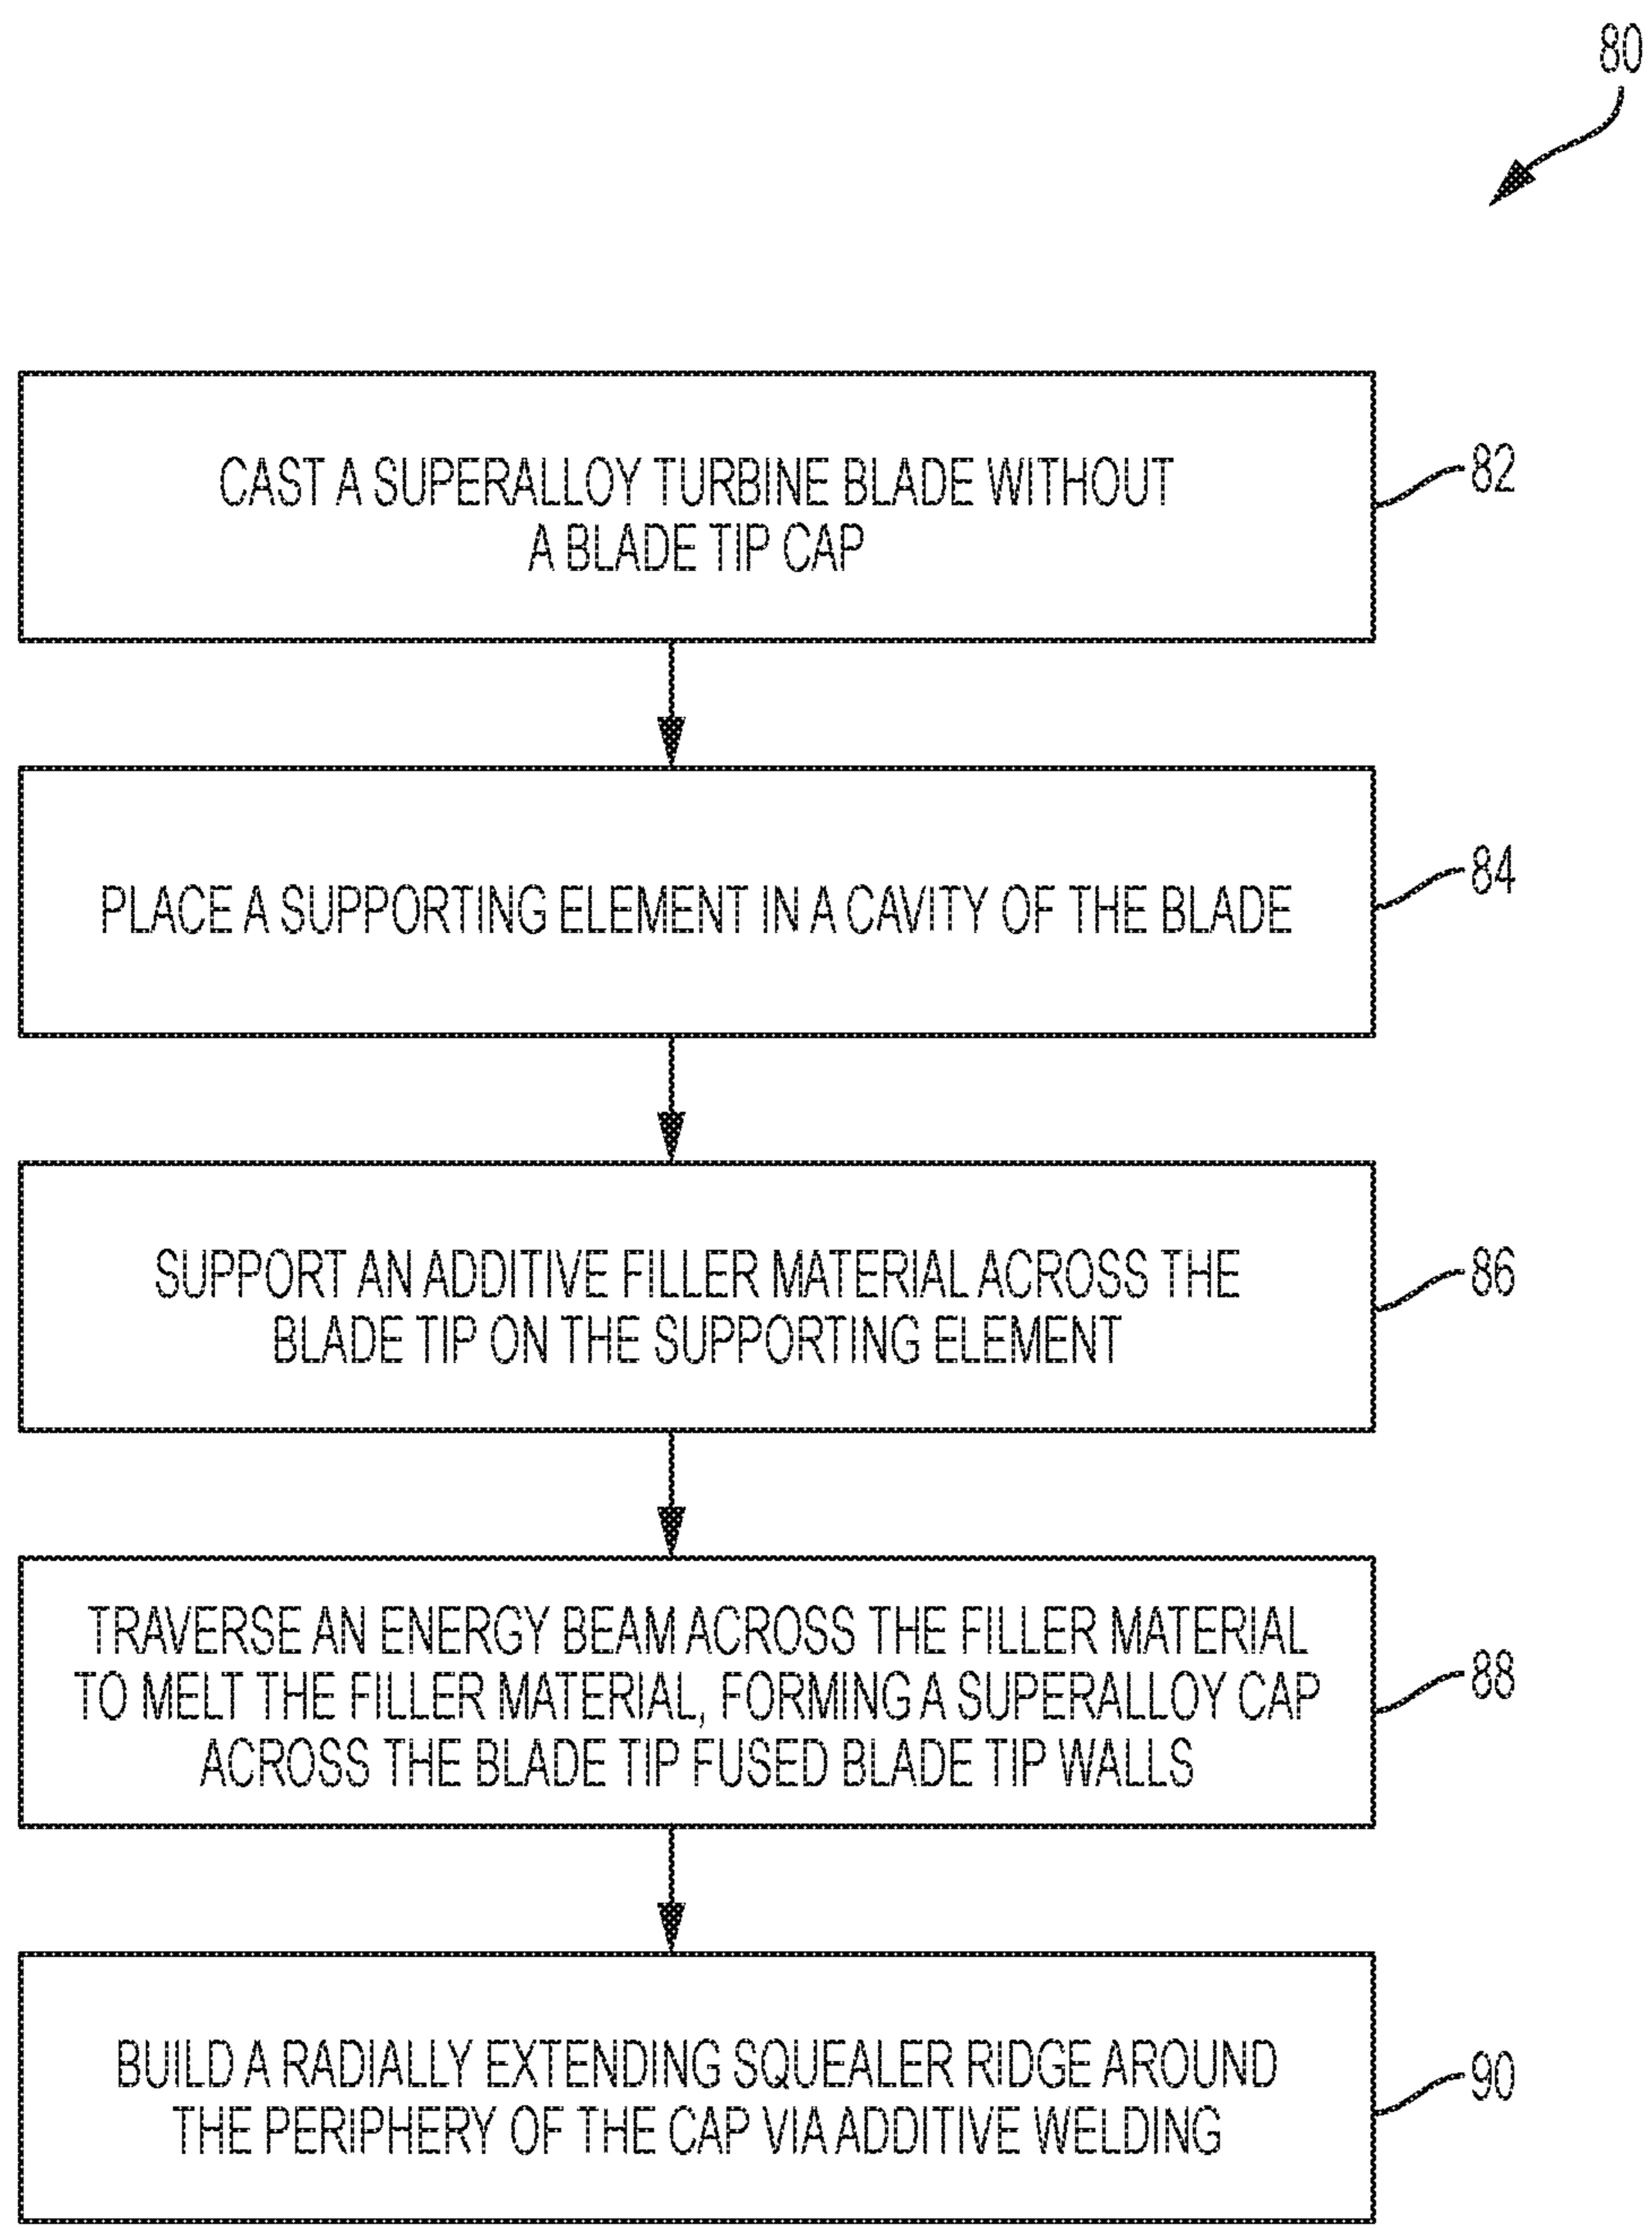 80
CAST A SUPERALLOY TURBINE BLADE WITHOUT
A BLADE TIP CAP
82
PLACE A SUPPORTING ELEMENT IN A CAVITY OF THE BLADE
84
SUPPORT AN ADDITIVE FILLER MATERIAL ACROSS THE
BLADE TIP ON THE SUPPORTING ELEMENT
86
TRAVERSE AN ENERGY BEAM ACROSS THE FILLER MATERIAL
TO MELT THE FILLER MATERIAL, FORMING A SUPERALLOY CAP
ACROSS THE BLADE TIP FUSED BLADE TIP WALLS
88
BUILD A RADIALLY EXTENDING SQUEALER RIDGE AROUND
THE PERIPHERY OF THE CAP VIA ADDITIVE WELDING
90